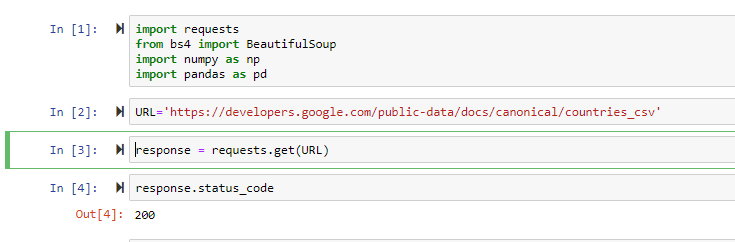 In [1]: import requests
from bs4 import BeautifulSoup
import numpy as np
import pandas as pd
In [2]: URL='https://developers.google.com/public-data/docs/canonical/countries_csv'
In [3]: response = requests.get(URL)
In [4]: response.status_code
Out[4]: 200